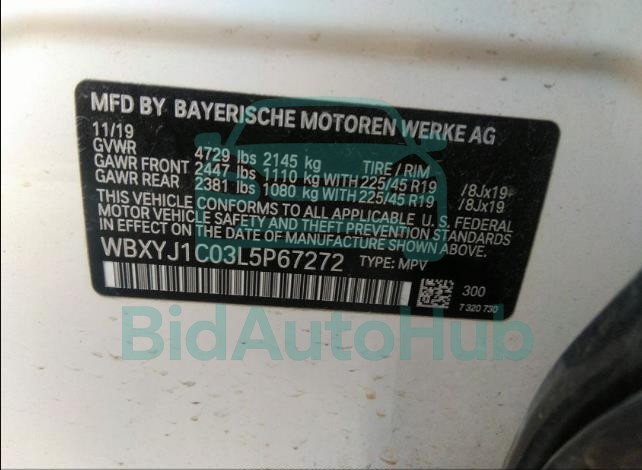 MFD BY BAYERISCHE MOTOREN WERKE AG
11/19
GVWR 4729 lbs 2145 kg TIRE / RIM
GAWR FRONT 2447 lbs 1110 kg WITH 225/45 R19 /8Jx19
GAWR REAR 2381 lbs 1080 kg WITH 225/45 R19 /8Jx19
THIS VEHICLE CONFORMS TO ALL APPLICABLE U. S. FEDERAL
MOTOR VEHICLE SAFETY AND THEFT PREVENTION STANDARDS
IN EFFECT ON THE DATE OF MANUFACTURE SHOWN ABOVE.
WBXYJ1C03L5P67272 TYPE: MPV
300
7 320 730
BidAutoHub